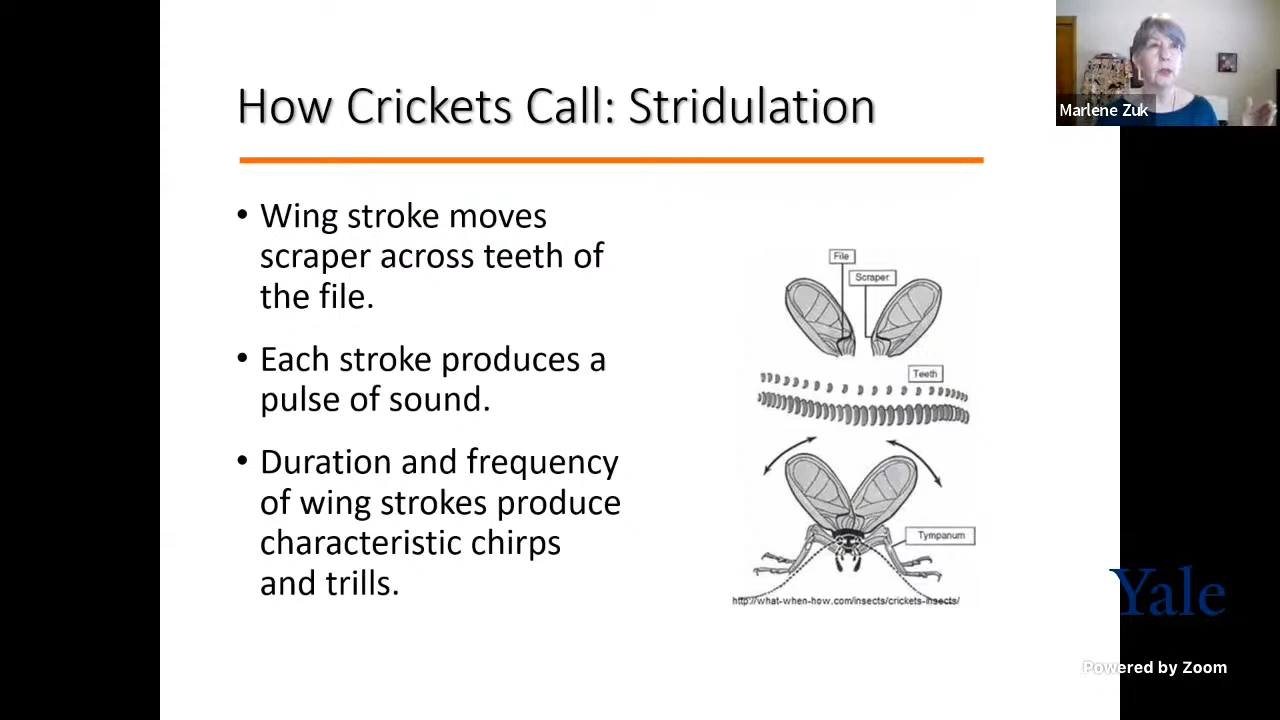 How Crickets Call: Stridulation
Marlene Zuk
• Wing stroke moves
scraper across teeth of
the file.
• Each stroke produces a
pulse of sound.
• Duration and frequency
of wing strokes produce
characteristic chirps
and trills.
File
Scraper
Teeth
Tympanum
http://what-when-how.com/insects/crickets-insects/
Yale
Powered by Zoom